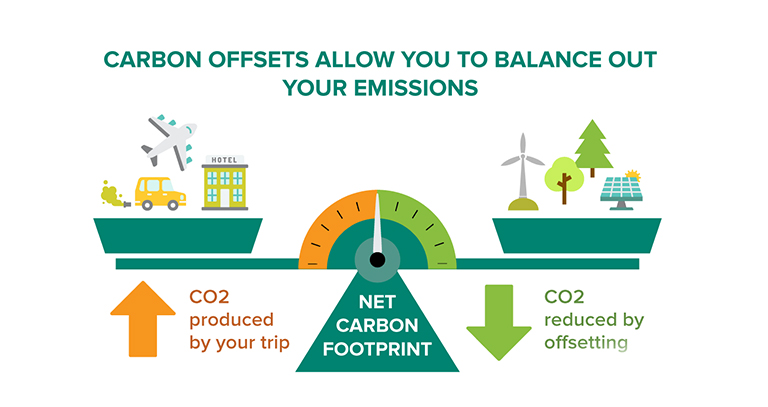 CARBON OFFSETS ALLOW YOU TO BALANCE OUT
YOUR EMISSIONS
HOTEL
CO2
produced
by your trip
NET
CARBON
FOOTPRINT
CO2
reduced by
offsetting